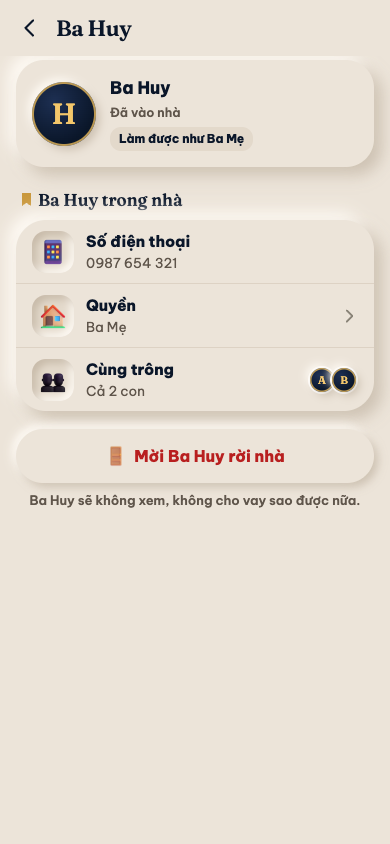 Ba Huy
H
Ba Huy
Đã vào nhà
Làm được như Ba Mẹ
Ba Huy trong nhà
Số điện thoại
0987 654 321
Quyền
Ba Mẹ
Cùng trông
Cả 2 con
A B
Mời Ba Huy rời nhà
Ba Huy sẽ không xem, không cho vay sao được nữa.